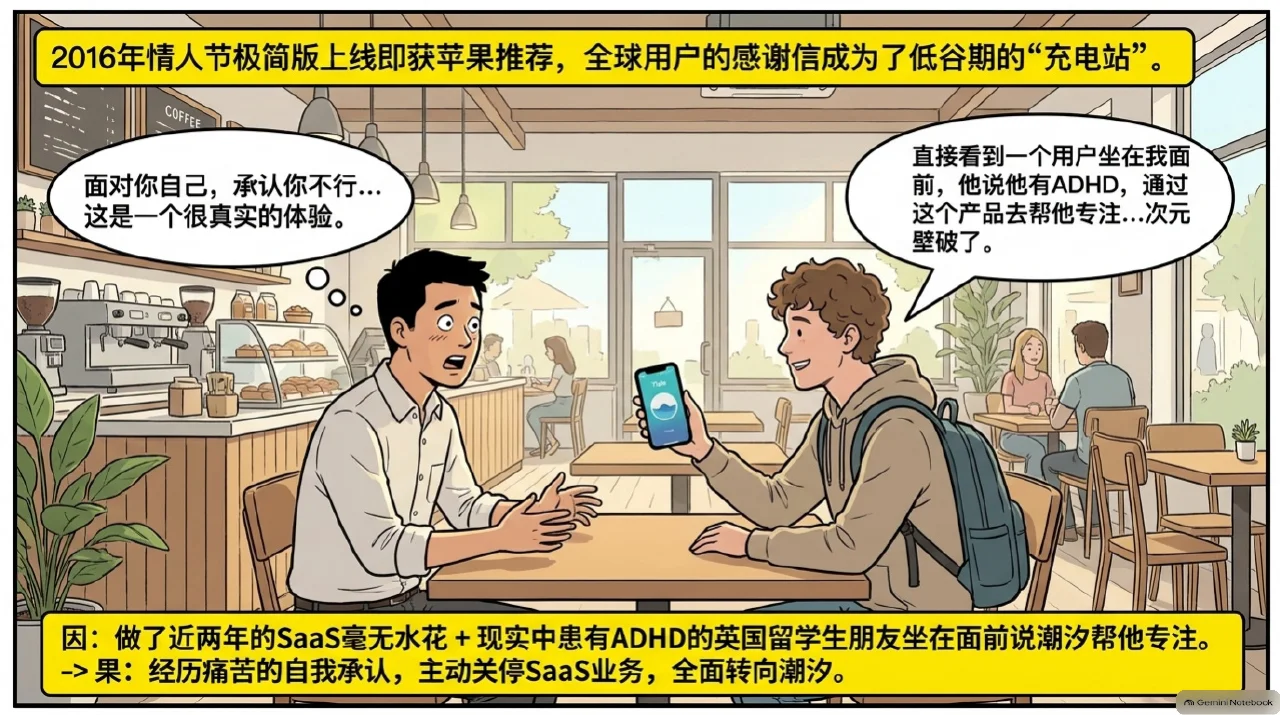 2016年情人节极简版上线即获苹果推荐，全球用户的感谢信成为了低谷期的“充电站”。
COFFEE
面对你自己，承认你不行...
这是一个很真实的体验。
直接看到一个用户坐在我面
前，他说他有ADHD，通过
这个产品去帮他专注...次元
壁破了。
因：做了近两年的SaaS毫无水花 + 现实中患有ADHD的英国留学生朋友坐在面前说潮汐帮他专注。
–> 果：经历痛苦的自我承认，主动关停SaaS业务，全面转向潮汐。
Gemini Notebook